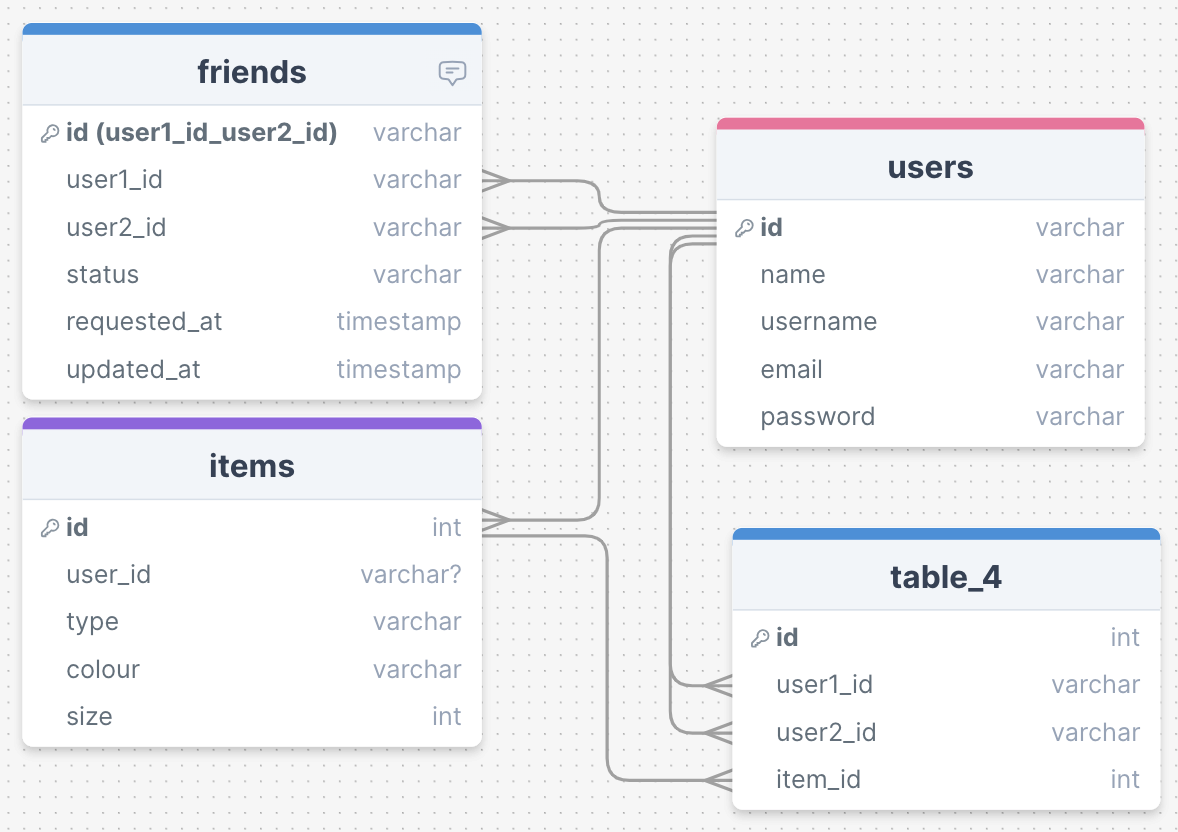 friends
id (user1_id_user2_id) varchar
user1_id varchar
user2_id varchar
status varchar
requested_at timestamp
updated_at timestamp
items
id int
user_id varchar?
type varchar
colour varchar
size int
users
id varchar
name varchar
username varchar
email varchar
password varchar
table_4
id int
user1_id varchar
user2_id varchar
item_id int